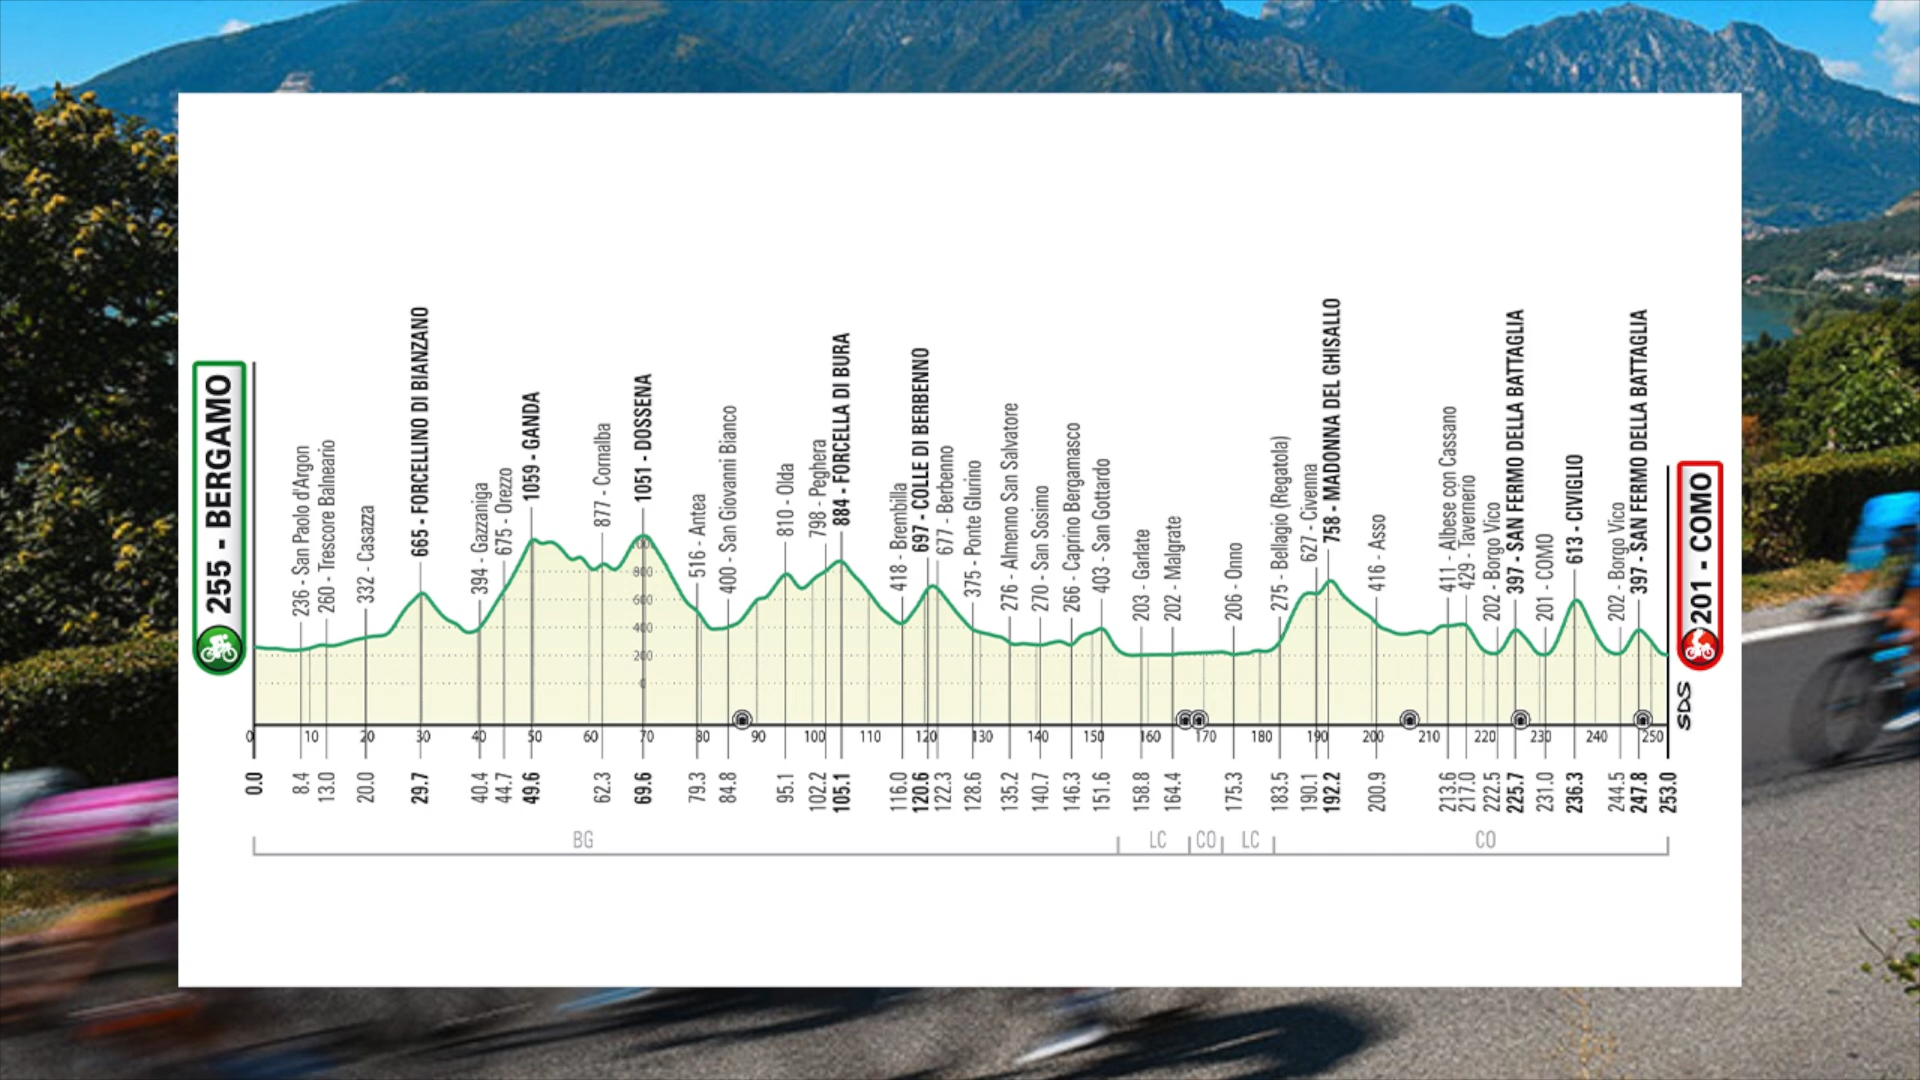 255 - BERGAMO
236 - San Paolo d'Argon
260 - Trescore Balneario
332 - Casazza
665 - FORCELLINO DI BIANZANO
394 - Gazzaniga
675 - Orezzo
1059 - GANDA
877 - Cornalba
1051 - DOSSENA
516 - Antea
400 - San Giovanni Bianco
810 - Olda
798 - Peghera
884 - FORCELLA DI BURA
418 - Brembilla
697 - COLLE DI BERBENNO
677 - Berbenno
375 - Ponte Giurino
276 - Almenno San Salvatore
270 - San Sosimo
266 - Caprino Bergamasco
403 - San Gottardo
203 - Garlate
202 - Malgrate
206 - Onno
275 - Bellagio (Regatola)
627 - Civenna
758 - MADONNA DEL GHISALLO
416 - Asso
411 - Albese con Cassano
429 - Tavernerio
202 - Borgo Vico
397 - SAN FERMO DELLA BATTAGLIA
201 - COMO
613 - CIVIGLIO
202 - Borgo Vico
397 - SAN FERMO DELLA BATTAGLIA
201 - COMO
1000
800
600
400
200
0
SDS
0 10 20 30 40 50 60 70 80 90 100 110 120 130 140 150 160 170 180 190 200 210 220 230 240 250
0.0 8.4 13.0 20.0 29.7 40.4 44.7 49.6 62.3 69.6 79.3 84.8 95.1 102.2 105.1 116.0 120.6 122.3 128.6 135.2 140.7 146.3 151.6 158.8 164.4 175.3 183.5 190.1 192.2 200.9 213.6 217.0 222.5 225.7 231.0 236.3 244.5 247.8 253.0
BG LC CO LC CO